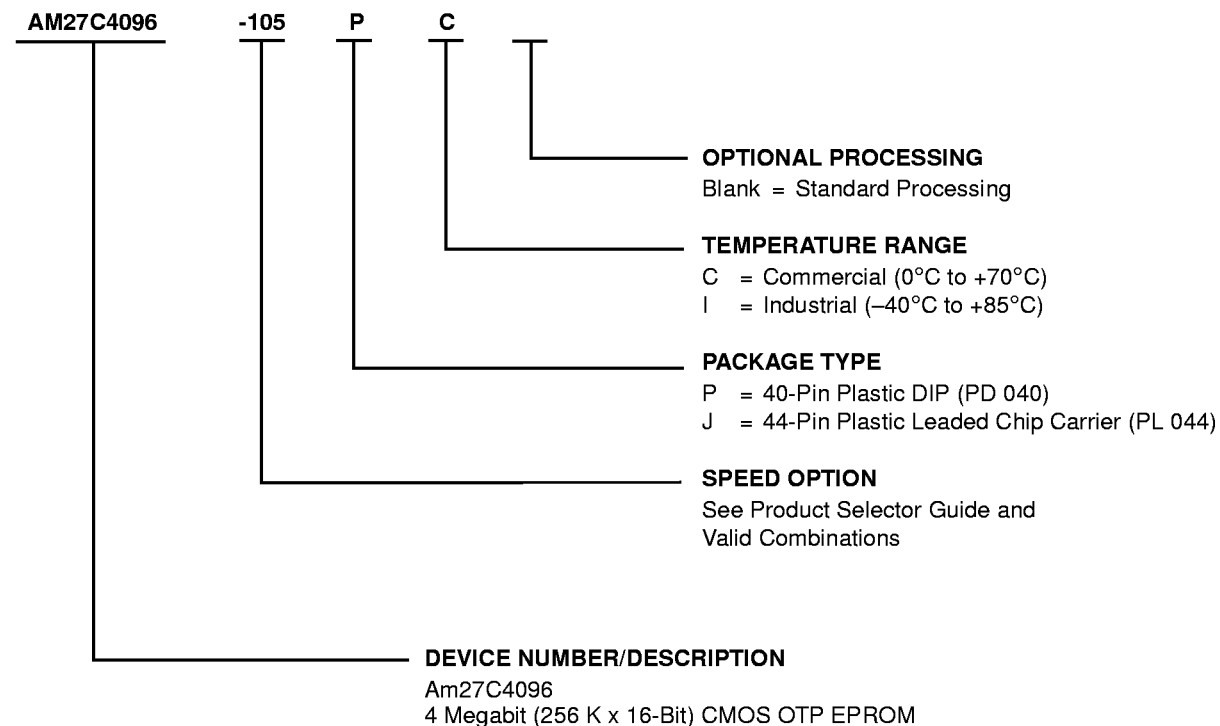 AM27C4096 -105 P C
OPTIONAL PROCESSING
Blank = Standard Processing
TEMPERATURE RANGE
C = Commercial (0°C to +70°C)
I = Industrial (–40°C to +85°C)
PACKAGE TYPE
P = 40-Pin Plastic DIP (PD 040)
J = 44-Pin Plastic Leaded Chip Carrier (PL 044)
SPEED OPTION
See Product Selector Guide and
Valid Combinations
DEVICE NUMBER/DESCRIPTION
Am27C4096
4 Megabit (256 K x 16-Bit) CMOS OTP EPROM